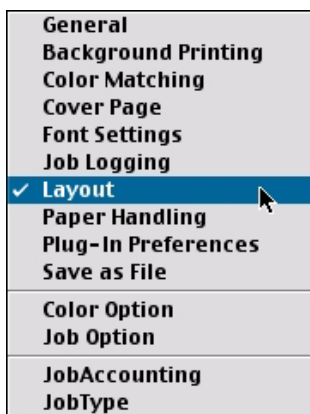 General
Background Printing
Color Matching
Cover Page
Font Settings
Job Logging
✓ Layout
Paper Handling
Plug-In Preferences
Save as File
Color Option
Job Option
JobAccounting
JobType